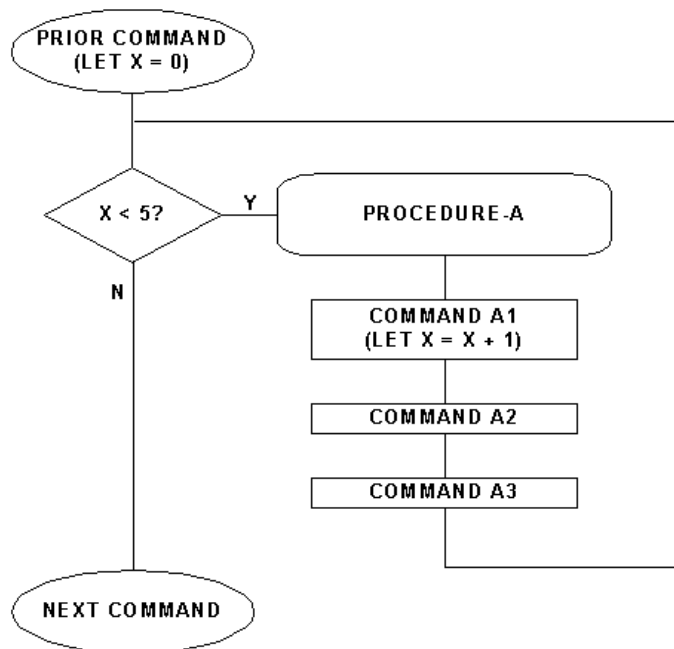 PRIOR COMMAND
(LET X = 0)
X < 5?
Y
PROCEDURE-A
N
COMMAND A1
(LET X = X + 1)
COMMAND A2
COMMAND A3
NEXT COMMAND